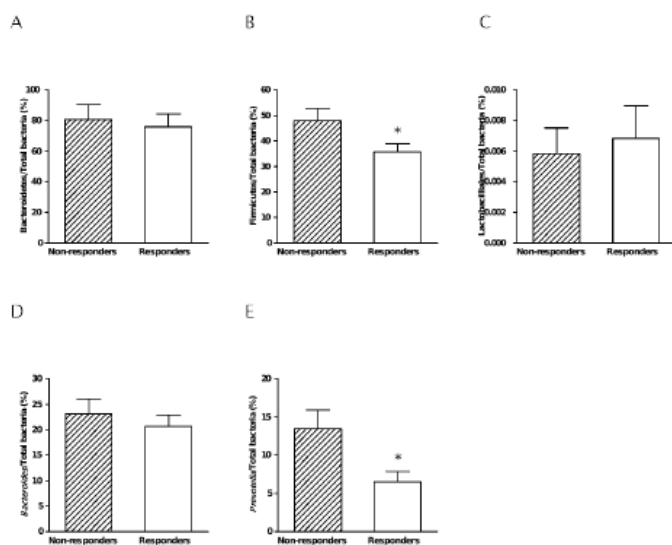 A
B
C
Bacteroidetes/Total bacteria (%)
100
80
60
40
20
0
Non-responders
Responders
Firmicutes/Total bacteria (%)
60
50
40
30
20
10
0
*
Non-responders
Responders
Lactobacillales/Total bacteria (%)
0.010
0.008
0.006
0.004
0.002
0.000
Non-responders
Responders
D
E
Bacteroides/Total bacteria (%)
30
25
20
15
10
5
0
Non-responders
Responders
Prevotella/Total bacteria (%)
20
15
10
5
0
*
Non-responders
Responders